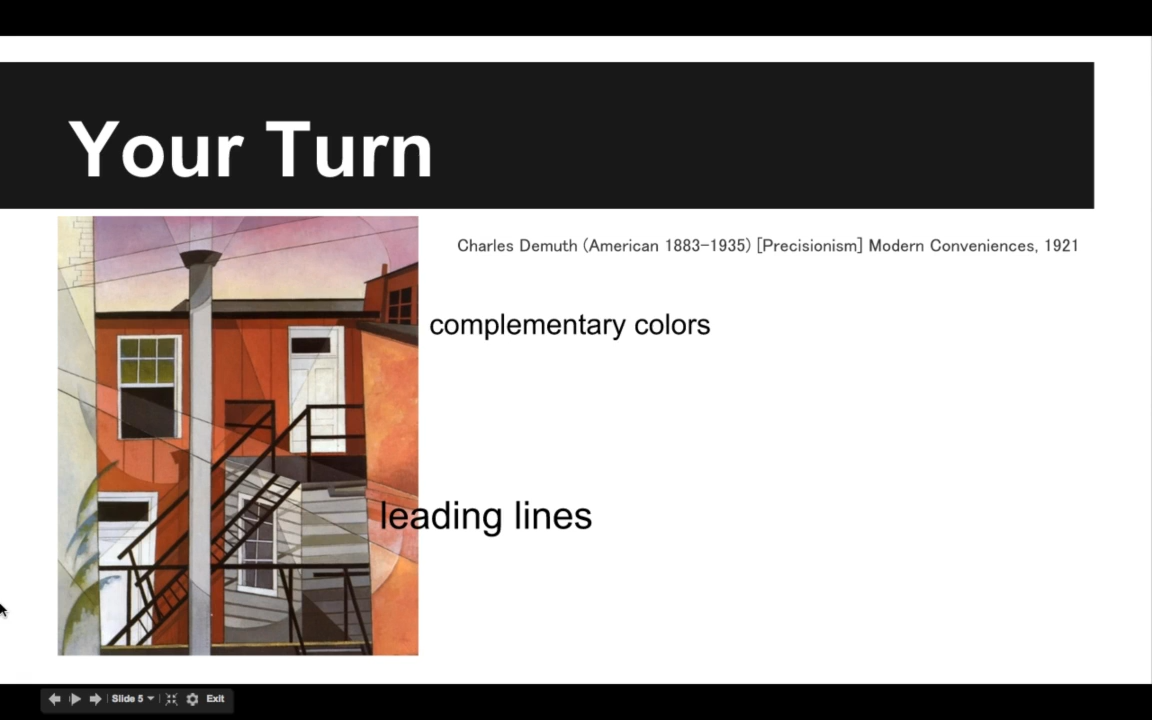 Your Turn
Charles Demuth (American 1883-1935) [Precisionism] Modern Conveniences, 1921
complementary colors
leading lines
Slide 5
Exit